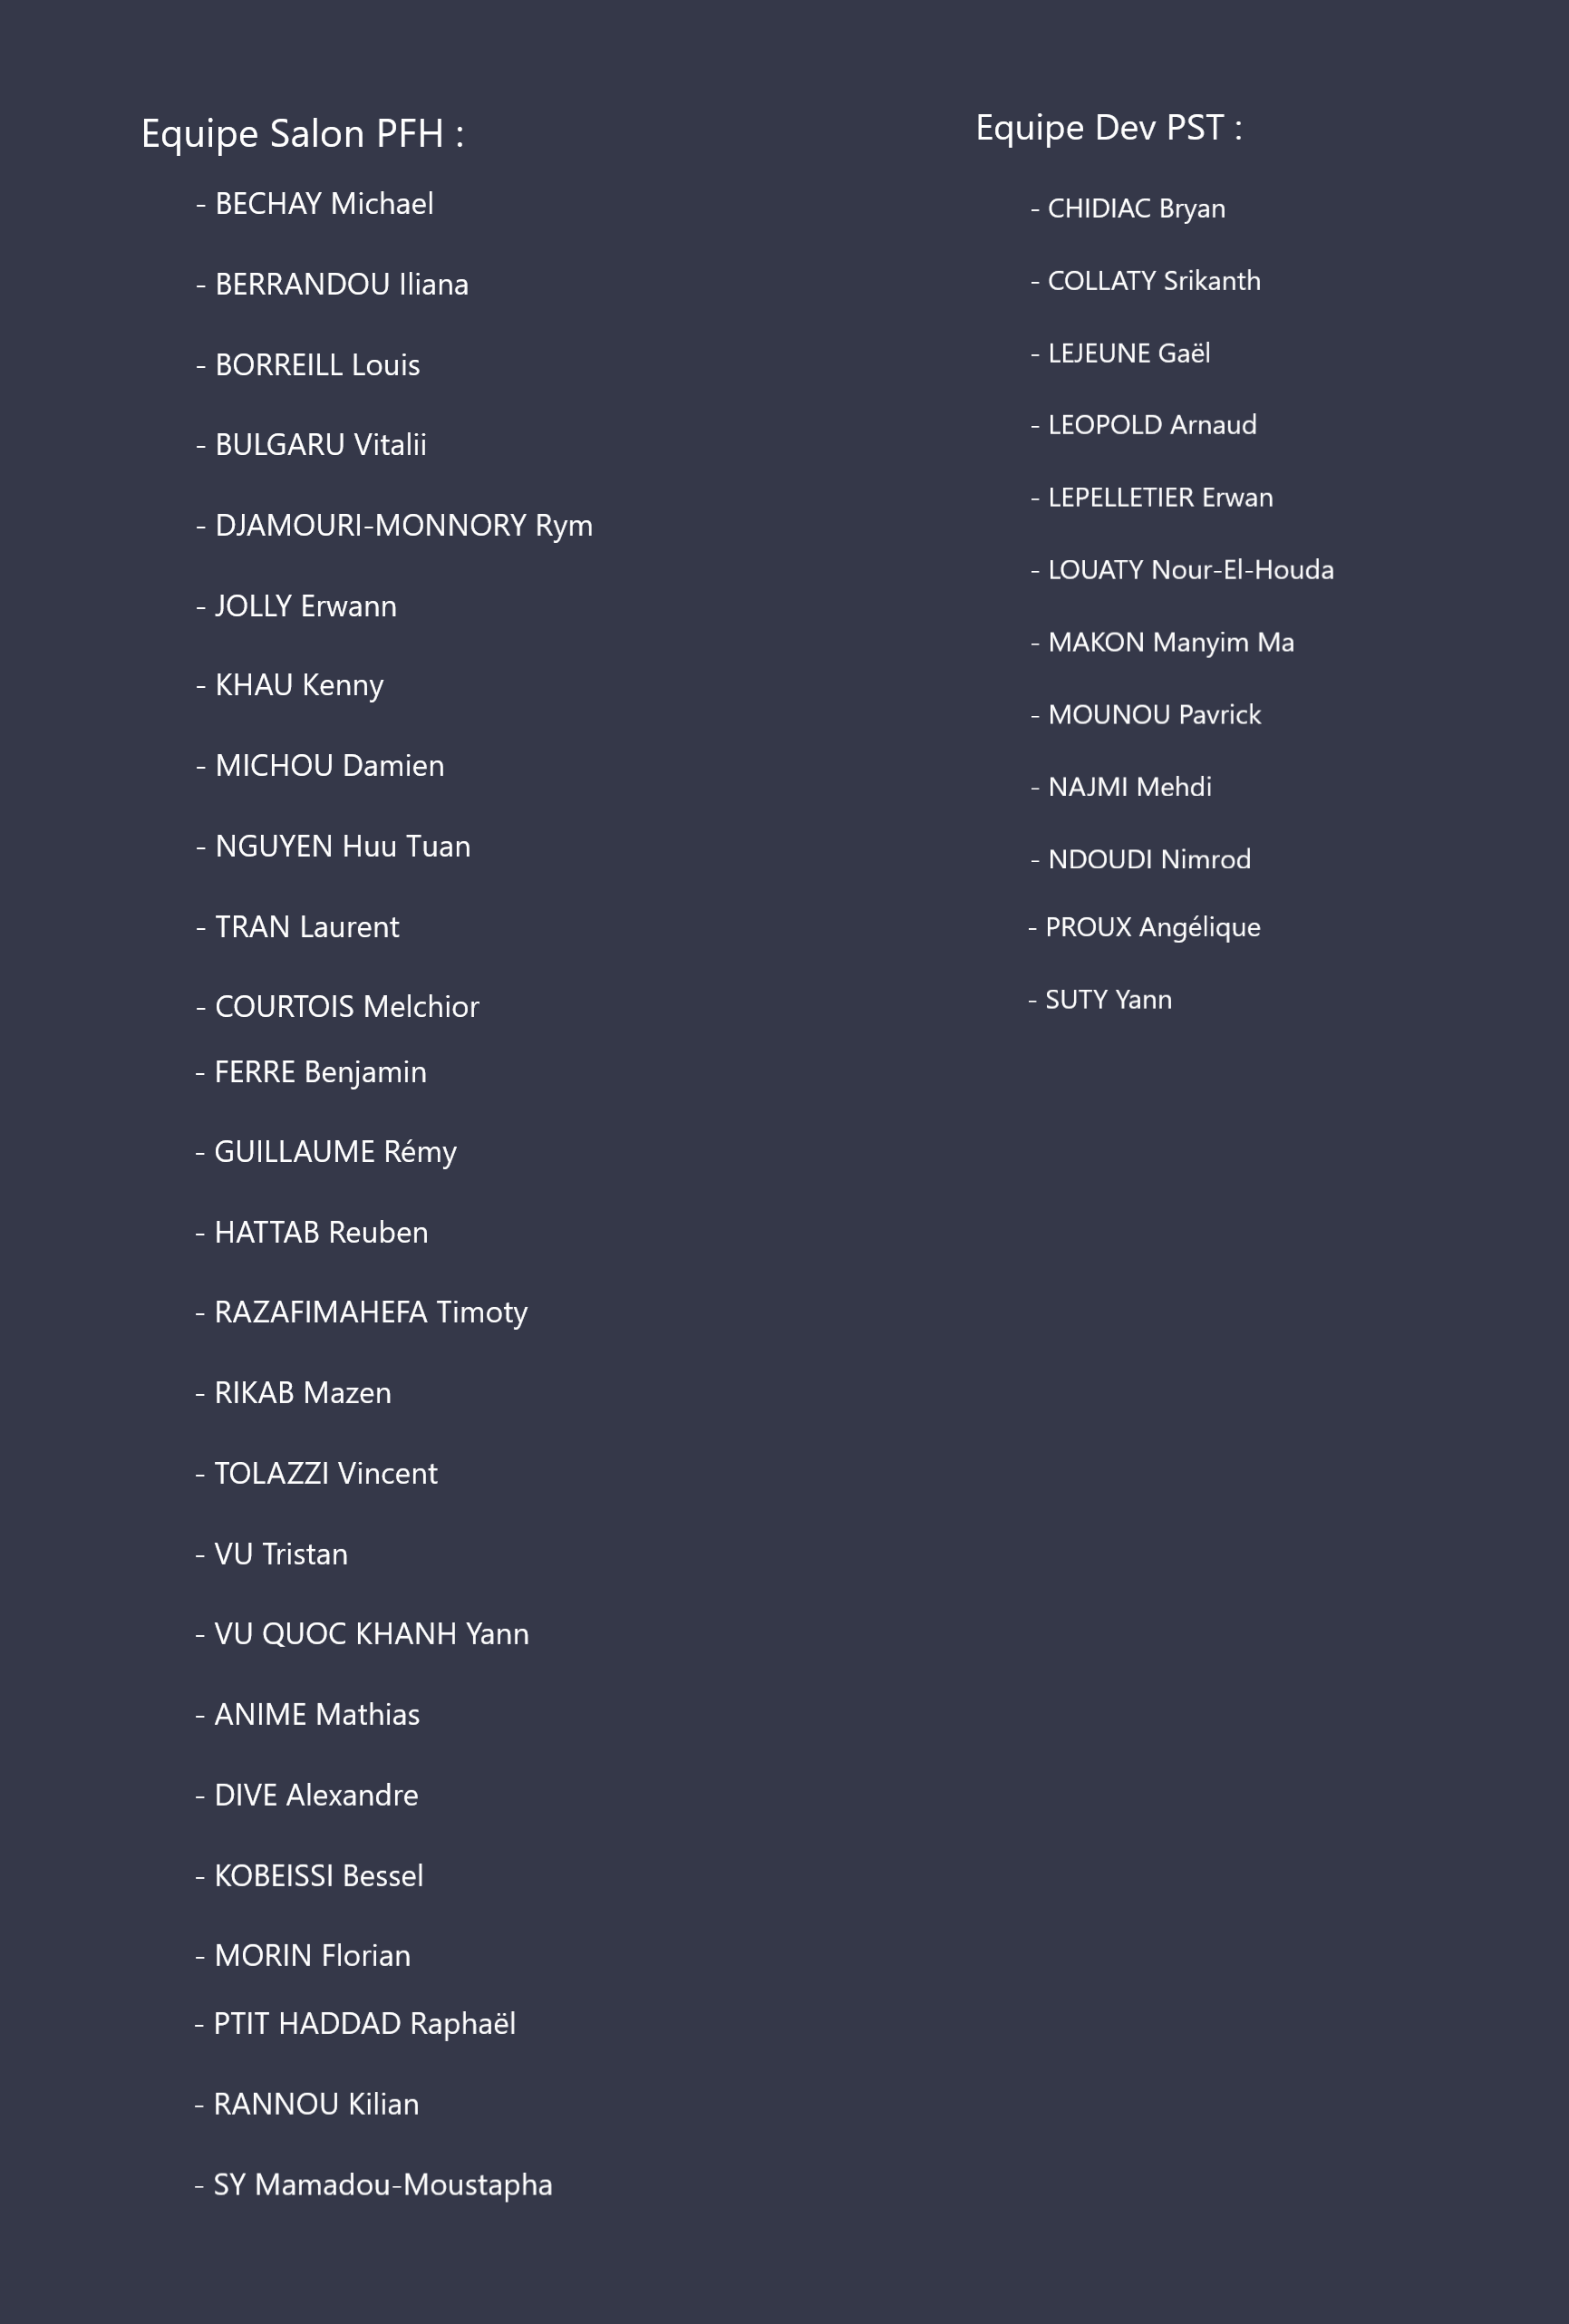 Equipe Salon PFH :
- BECHAY Michael
- BERRANDOU Iliana
- BORREILL Louis
- BULGARU Vitalii
- DJAMOURI-MONNORY Rym
- JOLLY Erwann
- KHAU Kenny
- MICHOU Damien
- NGUYEN Huu Tuan
- TRAN Laurent
- COURTOIS Melchior
- FERRE Benjamin
- GUILLAUME Rémy
- HATTAB Reuben
- RAZAFIMAHEFA Timoty
- RIKAB Mazen
- TOLAZZI Vincent
- VU Tristan
- VU QUOC KHANH Yann
- ANIME Mathias
- DIVE Alexandre
- KOBEISSI Bessel
- MORIN Florian
- PTIT HADDAD Raphaël
- RANNOU Kilian
- SY Mamadou-Moustapha
Equipe Dev PST :
- CHIDIAC Bryan
- COLLATY Srikanth
- LEJEUNE Gaël
- LEOPOLD Arnaud
- LEPELLETIER Erwan
- LOUATY Nour-El-Houda
- MAKON Manyim Ma
- MOUNOU Pavrick
- NAJMI Mehdi
- NDOUDI Nimrod
- PROUX Angélique
- SUTY Yann